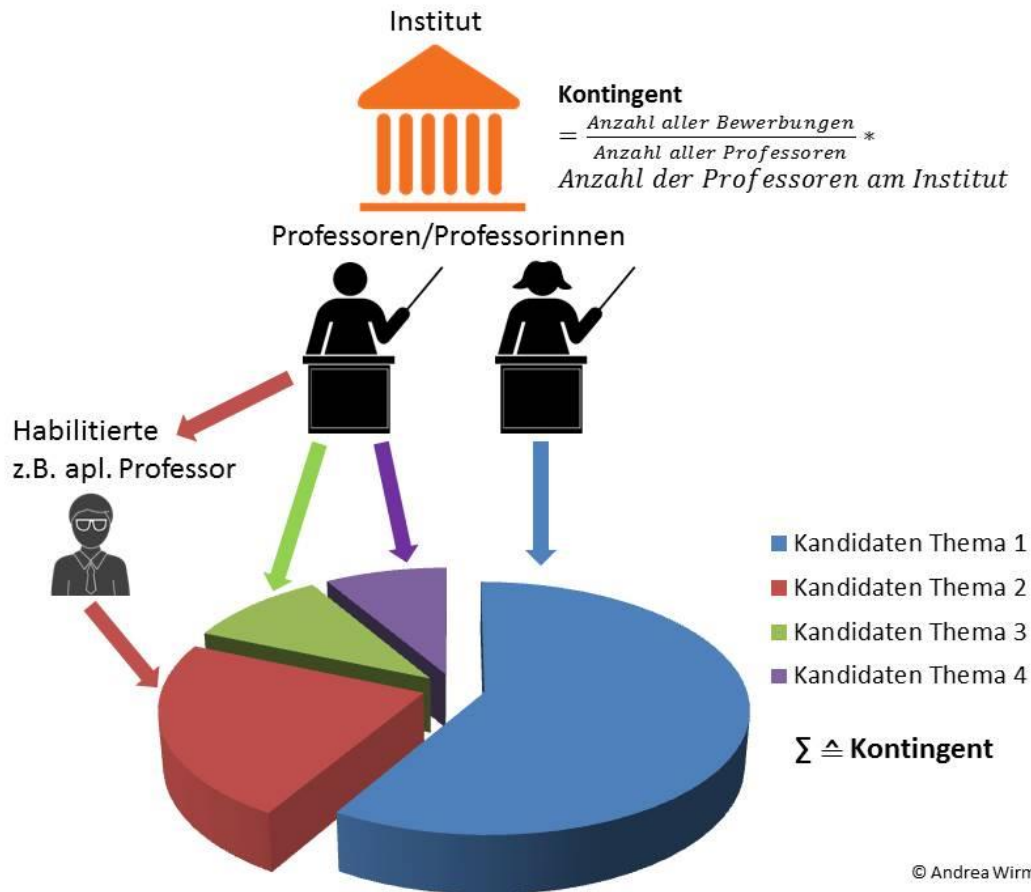 Institut
Kontingent
= Anzahl aller Bewerbungen / Anzahl aller Professoren *
Anzahl der Professoren am Institut
Professoren/Professorinnen
Habilitierte
z.B. apl. Professor
Kandidaten Thema 1
Kandidaten Thema 2
Kandidaten Thema 3
Kandidaten Thema 4
∑ ≙ Kontingent
© Andrea Wirm